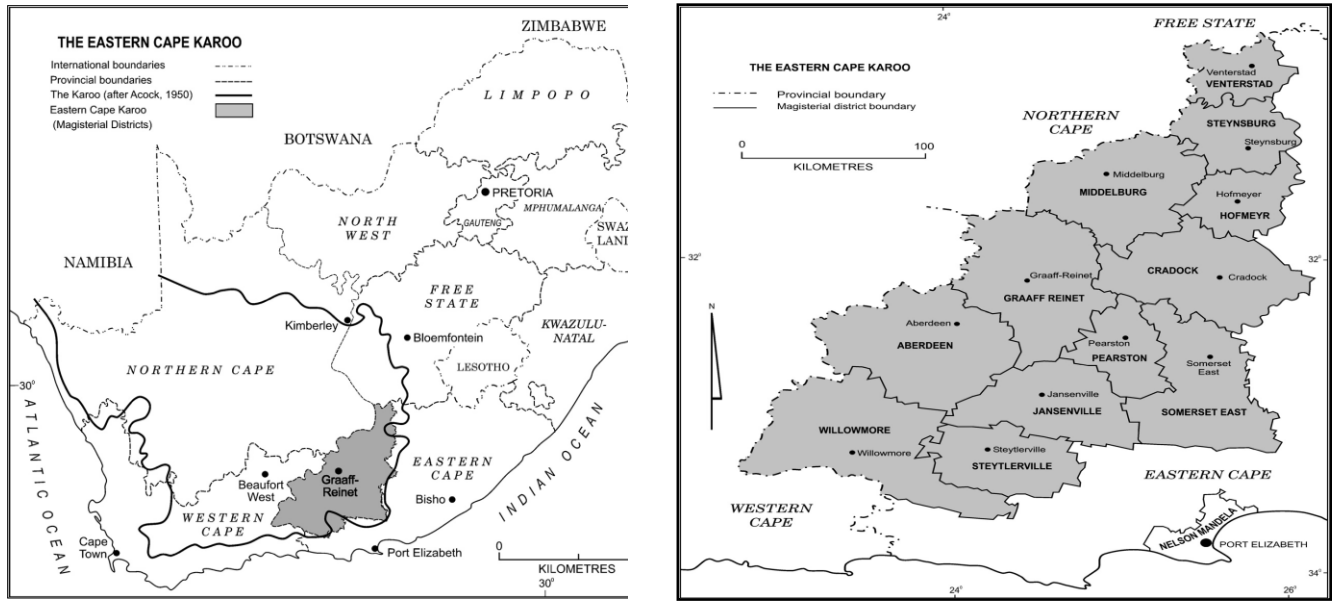 THE EASTERN CAPE KAROO
International boundaries
Provincial boundaries
The Karoo (after Acock, 1950)
Eastern Cape Karoo
(Magisterial Districts)
ZIMBABWE
LIMPOPO
BOTSWANA
PRETORIA
MPHUMALANGA
GAUTENG
NORTH
WEST
SWAZ
LAND
NAMIBIA
FREE
STATE
Kimberley
KWAZULU-
NATAL
Bloemfontein
LESOTHO
NORTHERN CAPE
30°
ATLANTIC OCEAN
EASTERN
CAPE
Graaff-
Reinet
Beaufort
West
Bisho
INDIAN OCEAN
WESTERN
CAPE
Cape
Town
Port Elizabeth
0
KILOMETRES
30°
24°
FREE STATE
THE EASTERN CAPE KAROO
Provincial boundary
Magisterial district boundary
0
100
KILOMETRES
Venterstad
VENTERSTAD
NORTHERN
CAPE
STEYNSBURG
Steynsburg
Middelburg
MIDDELBURG
Hofmeyer
HOFMEYR
32°
32°
CRADOCK
Cradock
Graaff-Reinet
GRAAFF REINET
N
Aberdeen
ABERDEEN
Pearston
PEARSTON
Somerset
East
Jansenville
JANSENVILLE
SOMERSET EAST
WILLOWMORE
Willowmore
Steytlerville
STEYTLERVILLE
EASTERN CAPE
WESTERN
CAPE
NELSON MANDELA
PORT ELIZABETH
34°
24°
26°